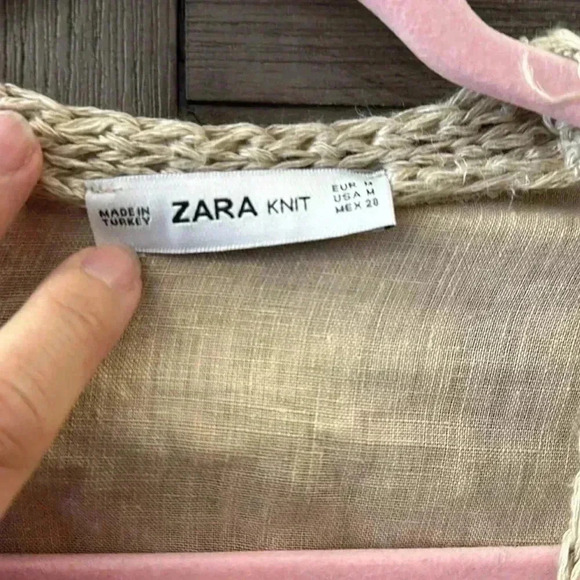 MADE IN
TURKEY
ZARA KNIT
EUR M
USA M
MEX 28